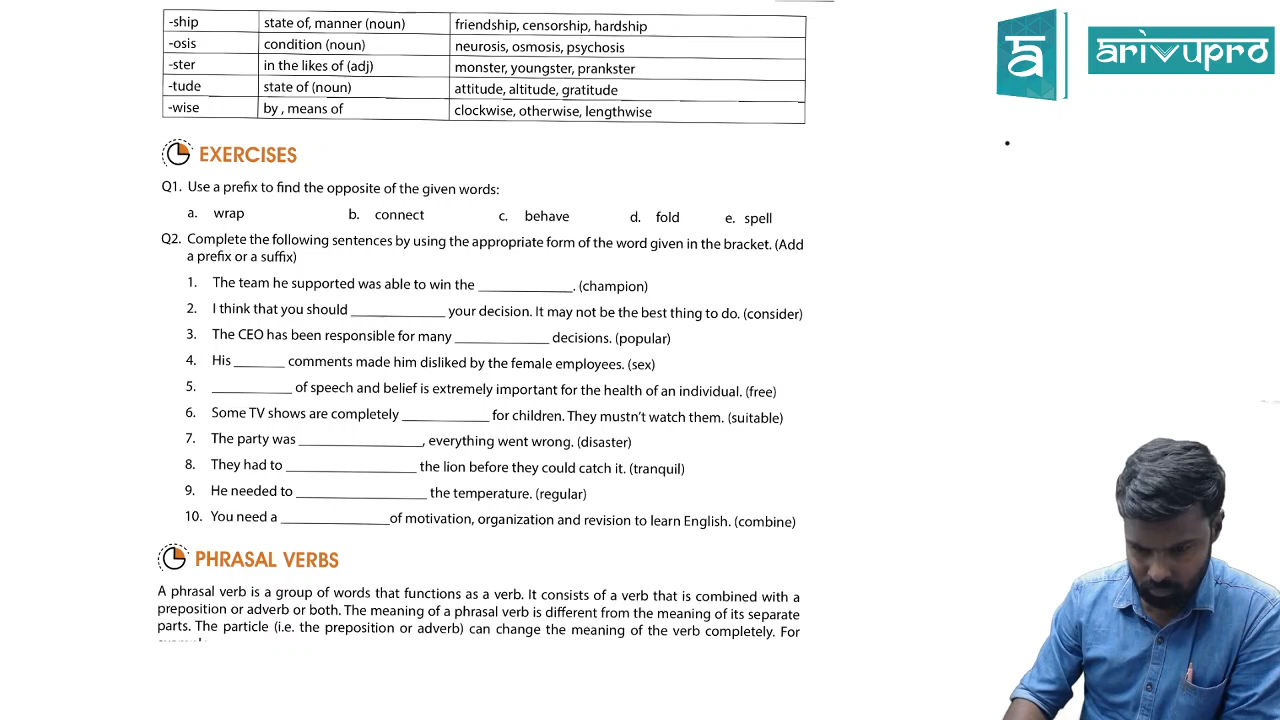 -ship state of, manner (noun) friendship, censorship, hardship
-osis condition (noun) neurosis, osmosis, psychosis
-ster in the likes of (adj) monster, youngster, prankster
-tude state of (noun) attitude, altitude, gratitude
-wise by , means of clockwise, otherwise, lengthwise
EXERCISES
Q1. Use a prefix to find the opposite of the given words:
a. wrap b. connect c. behave d. fold e. spell
Q2. Complete the following sentences by using the appropriate form of the word given in the bracket. (Add
a prefix or a suffix)
1. The team he supported was able to win the ____________. (champion)
2. I think that you should ____________ your decision. It may not be the best thing to do. (consider)
3. The CEO has been responsible for many ____________ decisions. (popular)
4. His ______ comments made him disliked by the female employees. (sex)
5. __________ of speech and belief is extremely important for the health of an individual. (free)
6. Some TV shows are completely ___________ for children. They mustn't watch them. (suitable)
7. The party was ________________, everything went wrong. (disaster)
8. They had to ________________ the lion before they could catch it. (tranquil)
9. He needed to ________________ the temperature. (regular)
10. You need a ______________of motivation, organization and revision to learn English. (combine)
PHRASAL VERBS
A phrasal verb is a group of words that functions as a verb. It consists of a verb that is combined with a
preposition or adverb or both. The meaning of a phrasal verb is different from the meaning of its separate
parts. The particle (i.e. the preposition or adverb) can change the meaning of the verb completely. For
arivupro